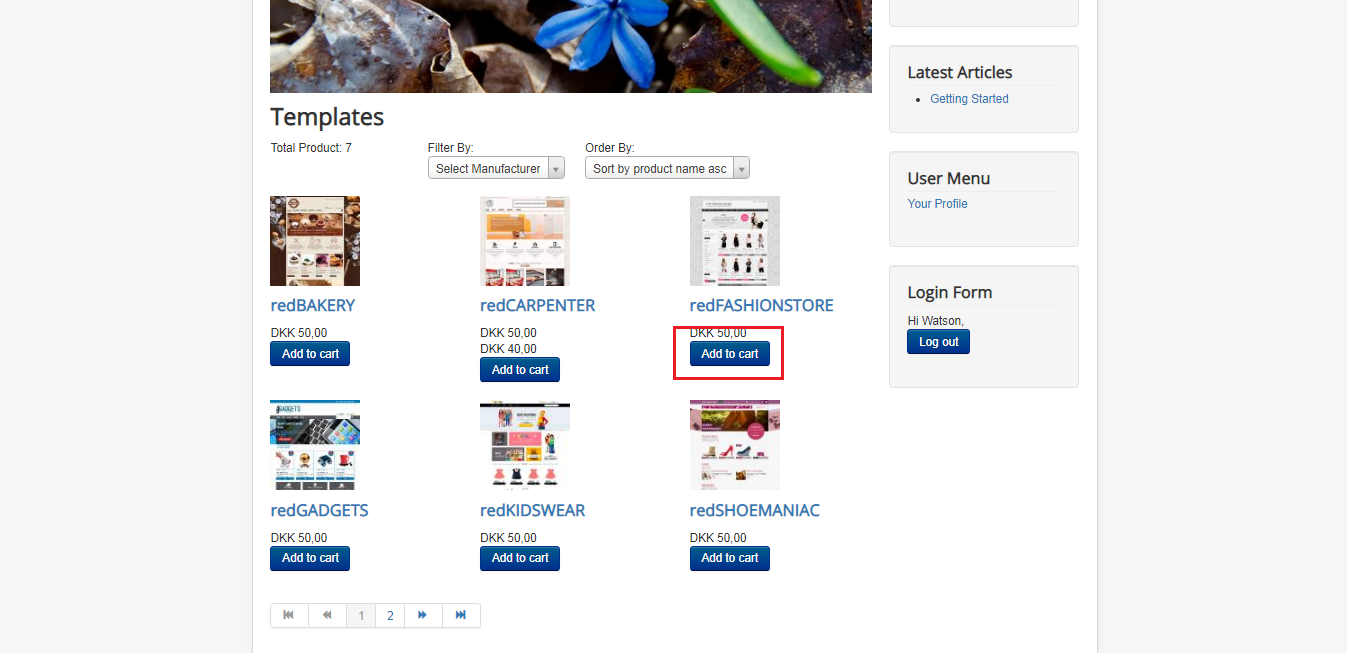 Templates
Total Product: 7
Filter By:
Select Manufacturer
Order By:
Sort by product name asc
redBAKERY
DKK 50,00
Add to cart
redCARPENTER
DKK 50,00
DKK 40,00
Add to cart
redFASHIONSTORE
DKK 50,00
Add to cart
GADGETS
redGADGETS
DKK 50,00
Add to cart
redKIDSWEAR
DKK 50,00
Add to cart
redSHOEMANIAC
DKK 50,00
Add to cart
1
2
Latest Articles
Getting Started
User Menu
Your Profile
Login Form
Hi Watson,
Log out